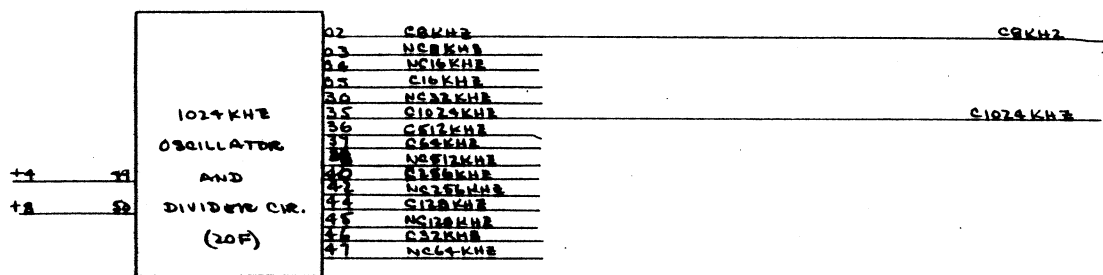 02 C8KHZ C8KHZ
03 NC8KHZ
04 NC16KHZ
05 C16KHZ
30 NC32KHZ
1024KHZ 35 C1024KHZ C1024KHZ
36 C512KHZ
OSCILLATOR 39 C64KHZ
38 NC512KHZ
+4 49 AND 40 C256KHZ
42 NC256KHZ
+8 50 DIVIDER CIR. 44 C128KHZ
45 NC128KHZ
(20F) 46 C32KHZ
47 NC64KHZ